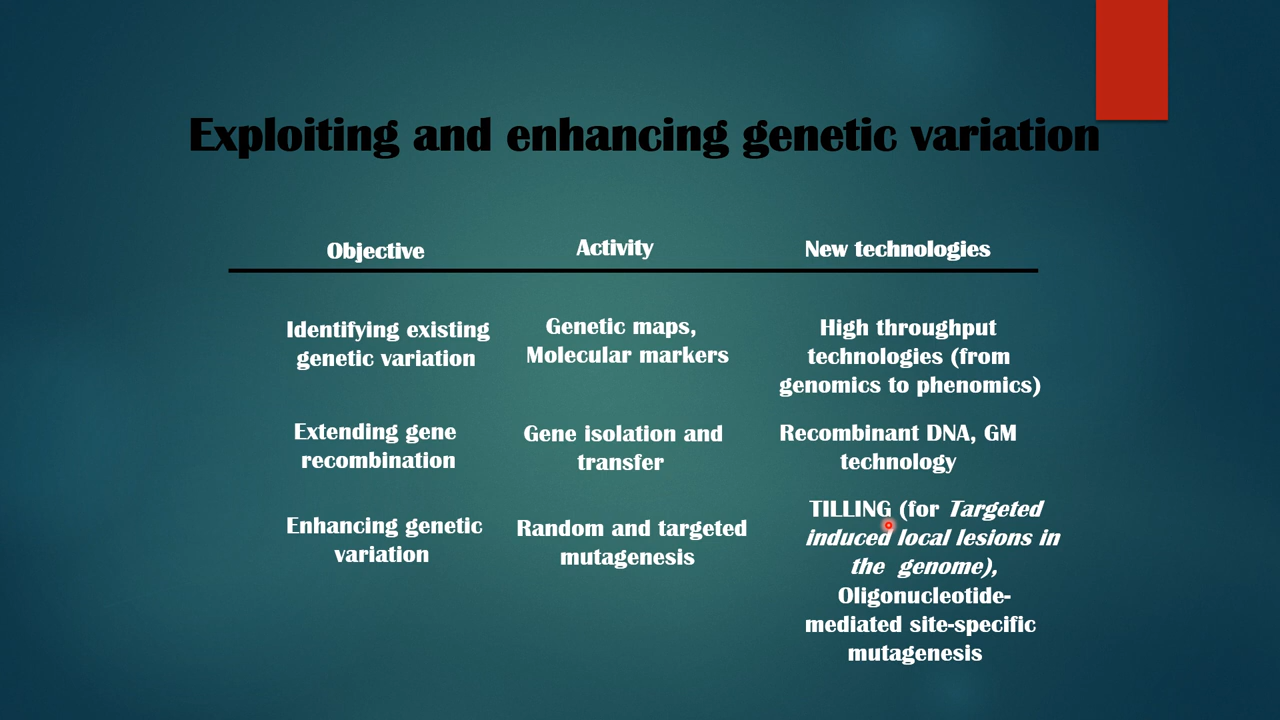 Exploiting and enhancing genetic variation
Objective
Activity
New technologies
Identifying existing
genetic variation
Genetic maps,
Molecular markers
High throughput
technologies (from
genomics to phenomics)
Extending gene
recombination
Gene isolation and
transfer
Recombinant DNA, GM
technology
Enhancing genetic
variation
Random and targeted
mutagenesis
TILLING (for Targeted
induced local lesions in
the genome),
Oligonucleotide-
mediated site-specific
mutagenesis